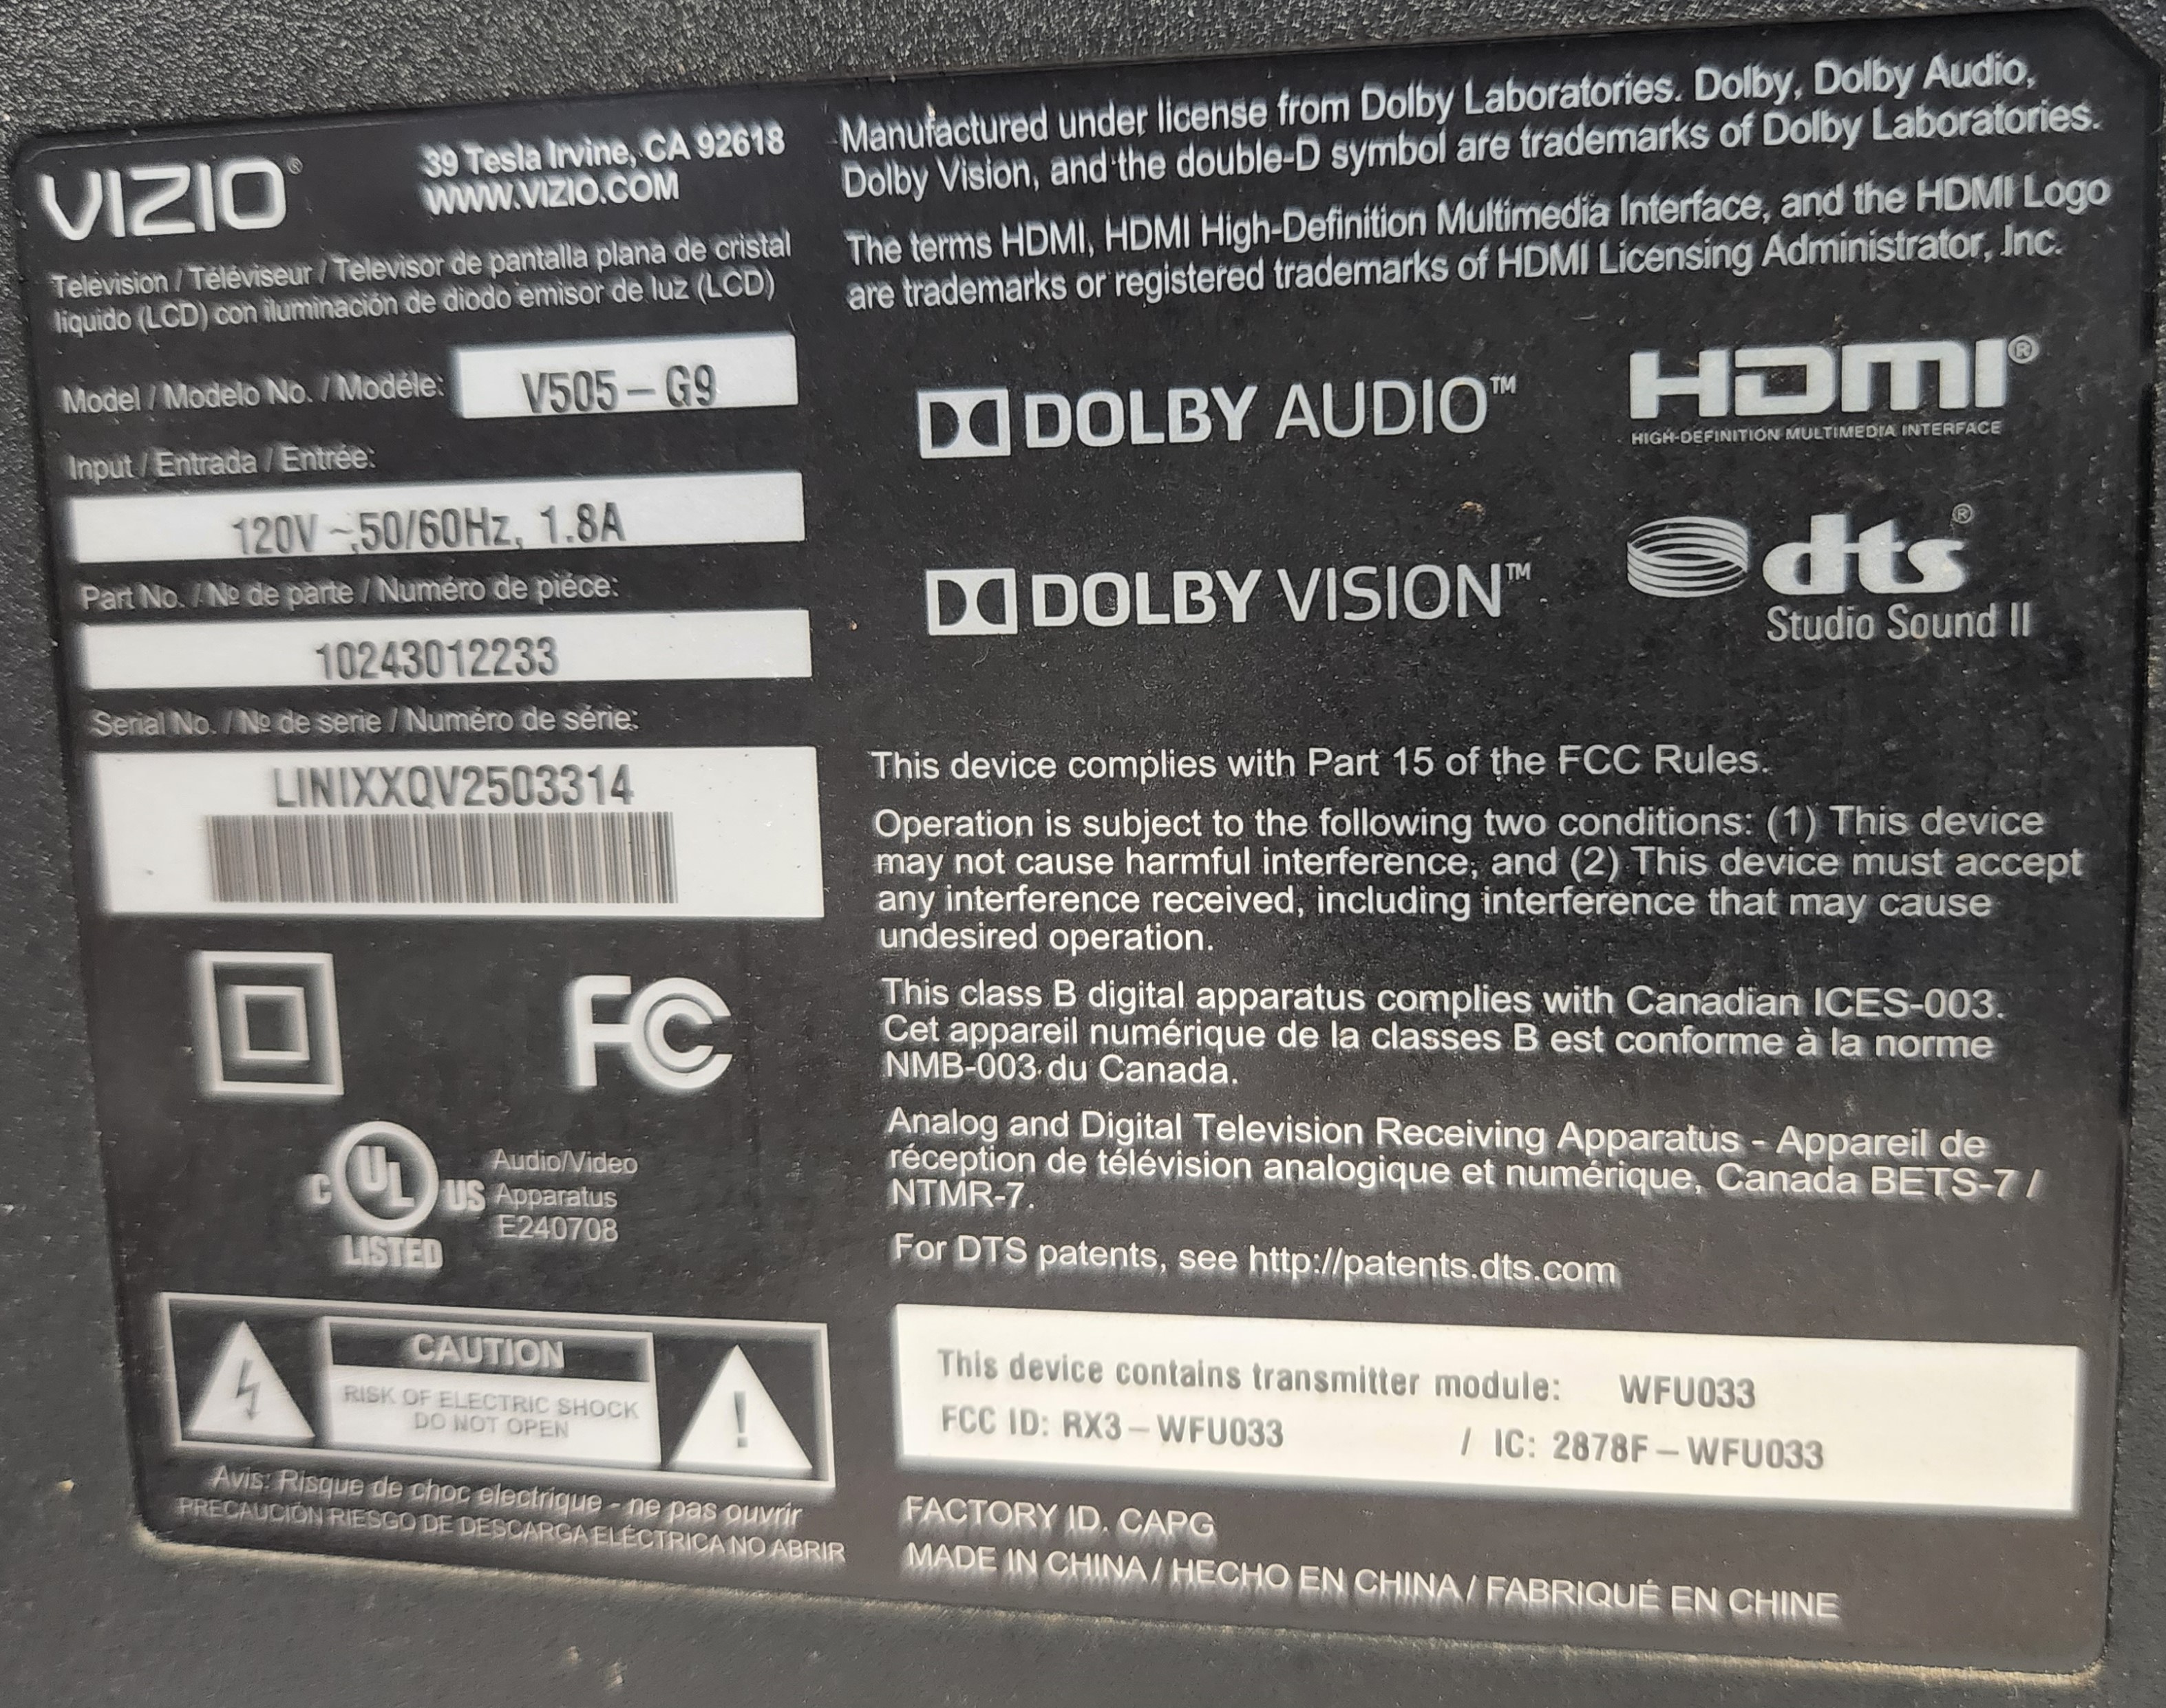 VIZIO®
39 Tesla Irvine, CA 92618
WWW.VIZIO.COM
Television / Téléviseur / Televisor de pantalla plana de cristal
líquido (LCD) con iluminación de diodo emisor de luz (LCD)
Model / Modelo No. / Modéle: V505-G9
Input / Entrada / Entrée:
120V ~,50/60Hz, 1.8A
Part No. / Nº de parte / Numéro de piéce:
10243012233
Serial No. / Nº de serie / Numéro de série:
LINIXXQV2503314
FC
C UL US
LISTED
Audio/Video
Apparatus
E240708
CAUTION
RISK OF ELECTRIC SHOCK
DO NOT OPEN
!
Avis: Risque de choc electrique - ne pas ouvrir
PRECAUCIÓN RIESGO DE DESCARGA ELÉCTRICA NO ABRIR
Manufactured under license from Dolby Laboratories. Dolby, Dolby Audio,
Dolby Vision, and the double-D symbol are trademarks of Dolby Laboratories.
The terms HDMI, HDMI High-Definition Multimedia Interface, and the HDMI Logo
are trademarks or registered trademarks of HDMI Licensing Administrator, Inc.
DOLBY AUDIO™
HDMI®
HIGH-DEFINITION MULTIMEDIA INTERFACE
DOLBY VISION™
dts®
Studio Sound II
This device complies with Part 15 of the FCC Rules.
Operation is subject to the following two conditions: (1) This device
may not cause harmful interference, and (2) This device must accept
any interference received, including interference that may cause
undesired operation.
This class B digital apparatus complies with Canadian ICES-003.
Cet appareil numérique de la classes B est conforme à la norme
NMB-003 du Canada.
Analog and Digital Television Receiving Apparatus - Appareil de
réception de télévision analogique et numérique, Canada BETS-7 /
NTMR-7.
For DTS patents, see http://patents.dts.com
This device contains transmitter module: WFU033
FCC ID: RX3-WFU033 / IC: 2878F-WFU033
FACTORY ID. CAPG
MADE IN CHINA / HECHO EN CHINA / FABRIQUÉ EN CHINE